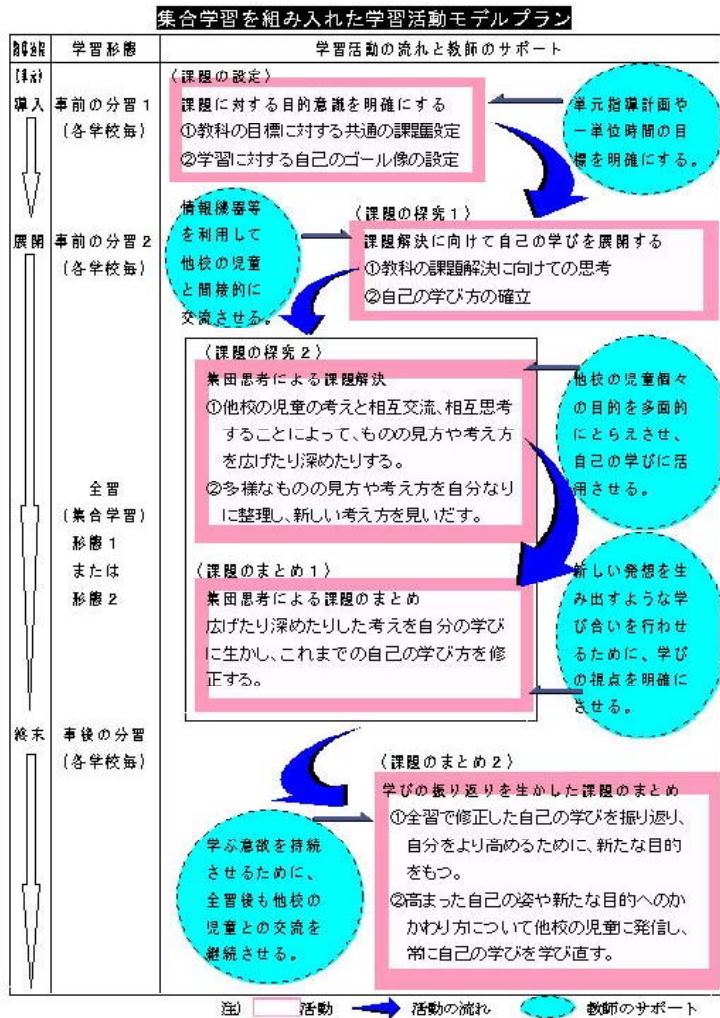 集合学習を組み入れた学習活動モデルプラン
学習形態
学習活動の流れと教師のサポート
(単元)
導入
事前の分習1
(各学校毎)
〈課題の設定〉
課題に対する目的意識を明確にする
①教科の目標に対する共通の課題設定
②学習に対する自己のゴール像の設定
単元指導計画や
一単位時間の目
標を明確にする。
展開
事前の分習2
(各学校毎)
情報機器等
を利用して
他校の児童
と間接的に
交流させる。
〈課題の探究1〉
課題解決に向けて自己の学びを展開する
①教科の課題解決に向けての思考
②自己の学び方の確立
全習
(集合学習)
形態1
または
形態2
〈課題の探究2〉
集団思考による課題解決
①他校の児童の考えと相互交流、相互思考
することによって、ものの見方や考え方
を広げたり深めたりする。
②多様なものの見方や考え方を自分なり
に整理し、新しい考え方を見いだす。
他校の児童個々
の目的を多面的
にとらえさせ、
自己の学びに活
用させる。
〈課題のまとめ1〉
集団思考による課題のまとめ
広げたり深めたりした考えを自分の学び
に生かし、これまでの自己の学び方を修
正する。
新しい発想を生
み出すような学
び合いを行わせ
るために、学び
の視点を明確に
させる。
終末
事後の分習
(各学校毎)
〈課題のまとめ2〉
学びの振り返りを生かした課題のまとめ
①全習で修正した自己の学びを振り返り、
自分をより高めるために、新たな目的
をもつ。
②高まった自己の姿や新たな目的へのか
かわり方について他校の児童に発信し、
常に自己の学びを学び直す。
学ぶ意欲を持続
させるために、
全習後も他校の
児童との交流を
継続させる。
注) 活動 活動の流れ 教師のサポート